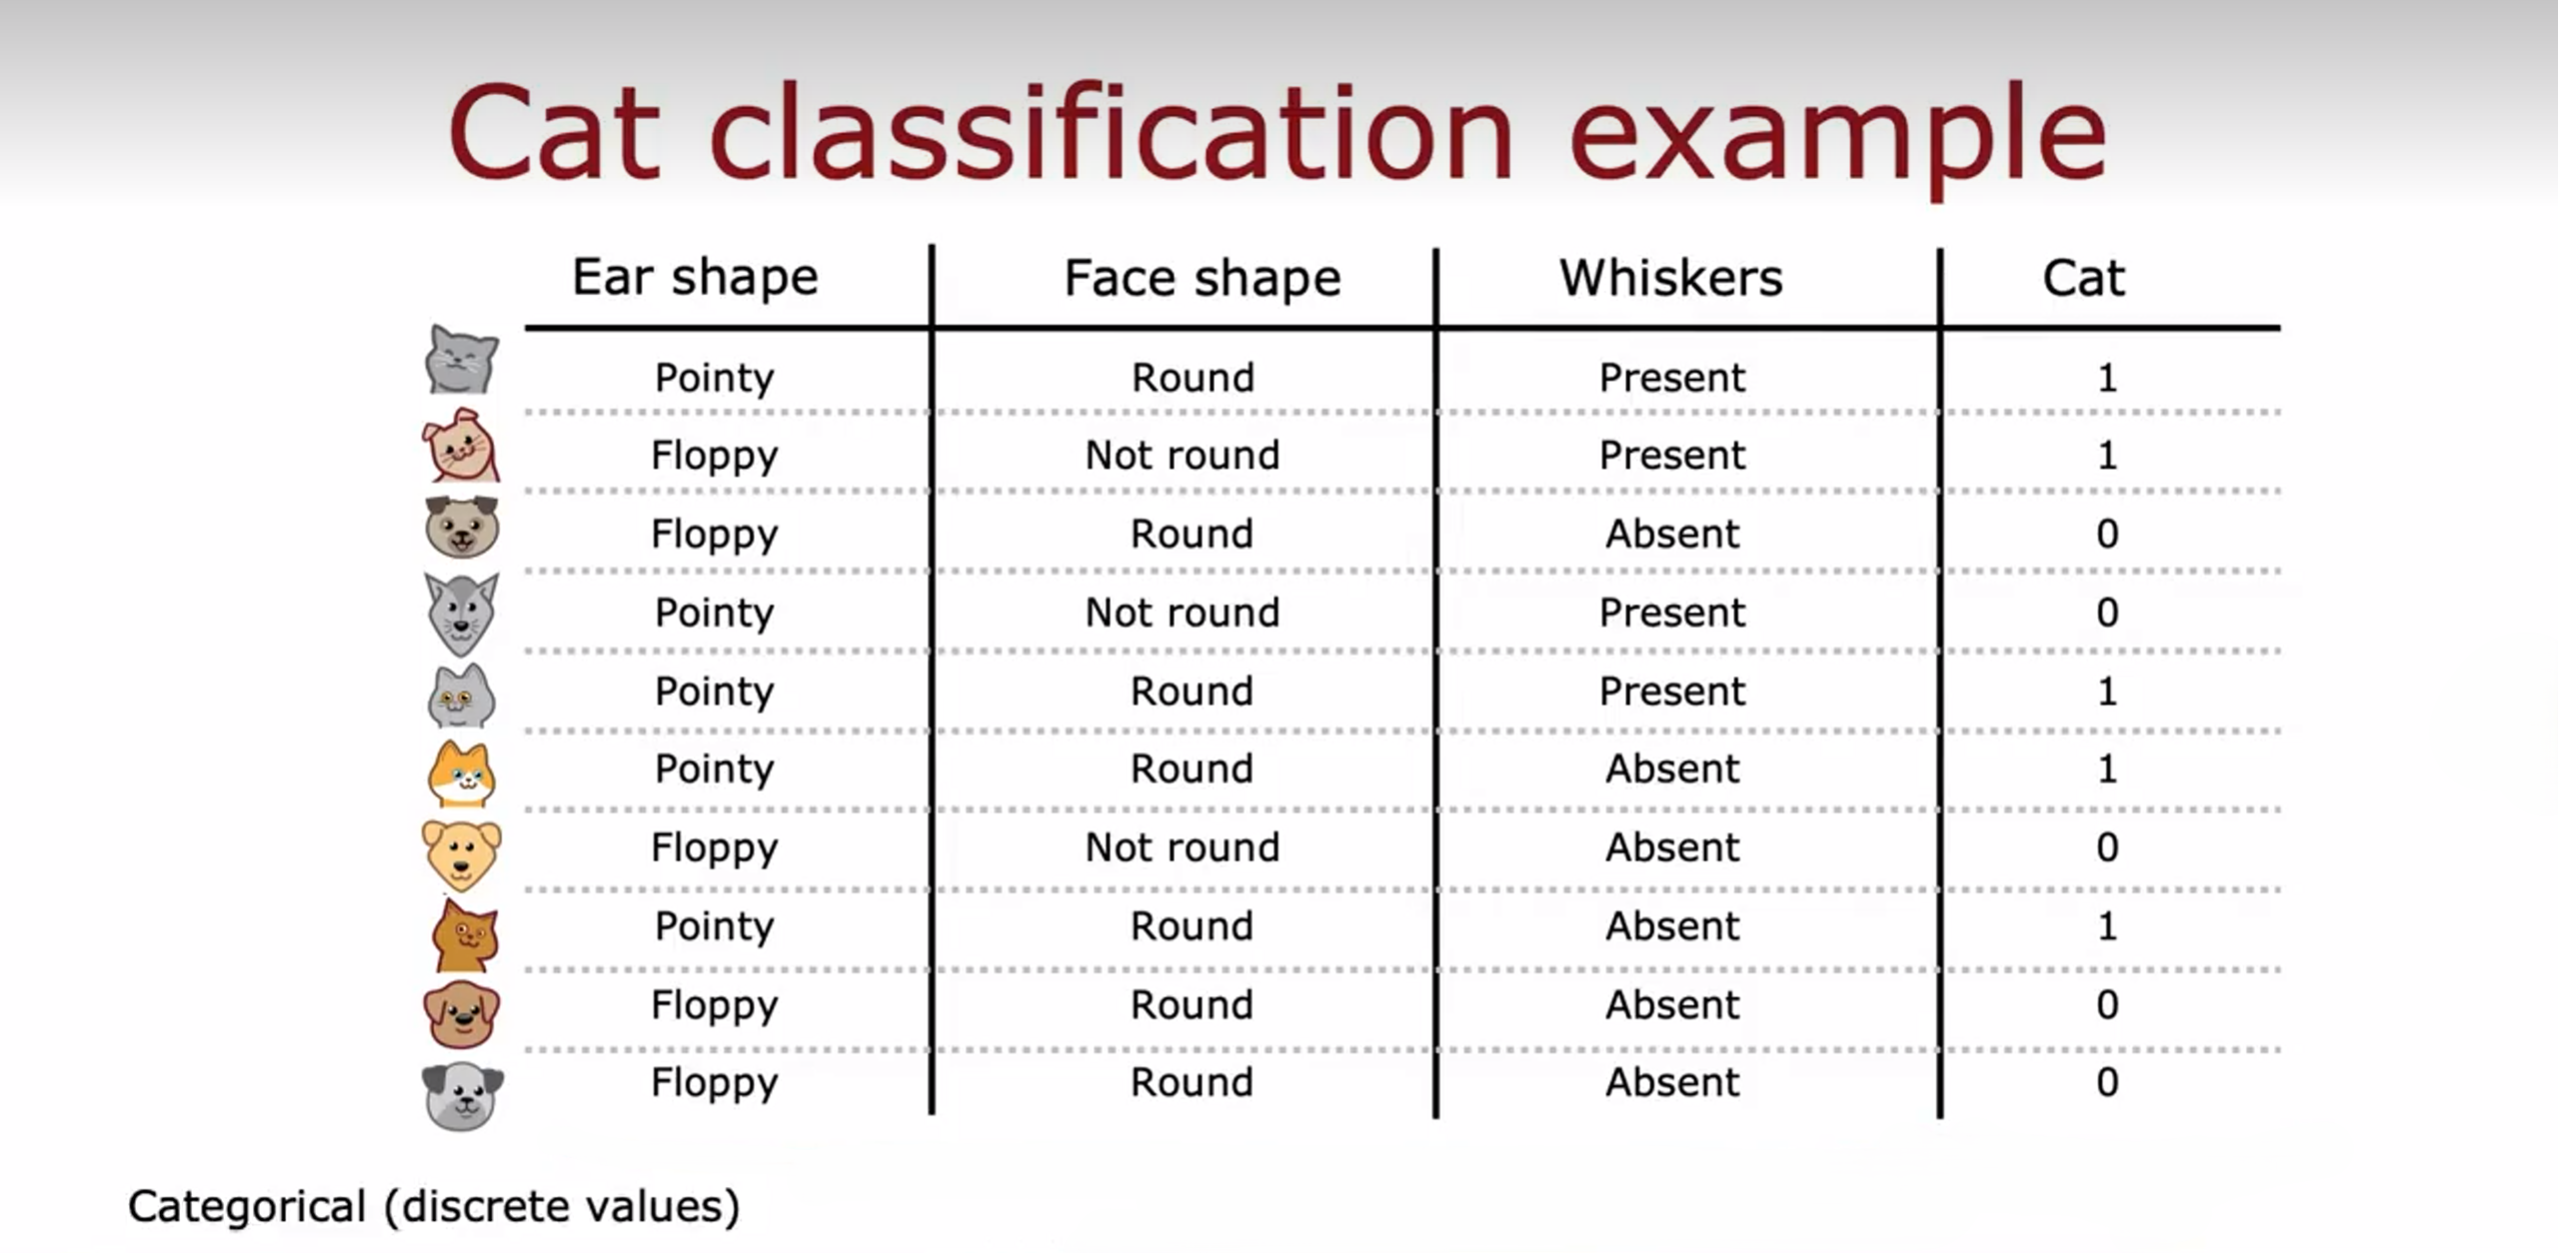 Cat classification example
Ear shape Face shape Whiskers Cat
Pointy Round Present 1
Floppy Not round Present 1
Floppy Round Absent 0
Pointy Not round Present 0
Pointy Round Present 1
Pointy Round Absent 1
Floppy Not round Absent 0
Pointy Round Absent 1
Floppy Round Absent 0
Floppy Round Absent 0
Categorical (discrete values)